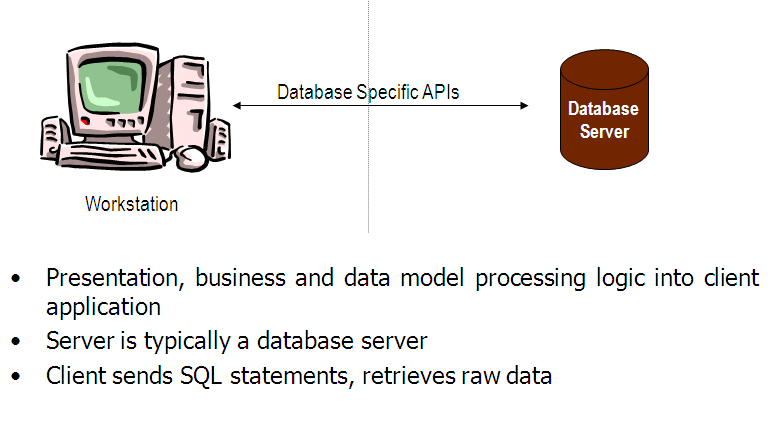 Database Specific APIs
Database
Server
Workstation
• Presentation, business and data model processing logic into client
application
• Server is typically a database server
• Client sends SQL statements, retrieves raw data